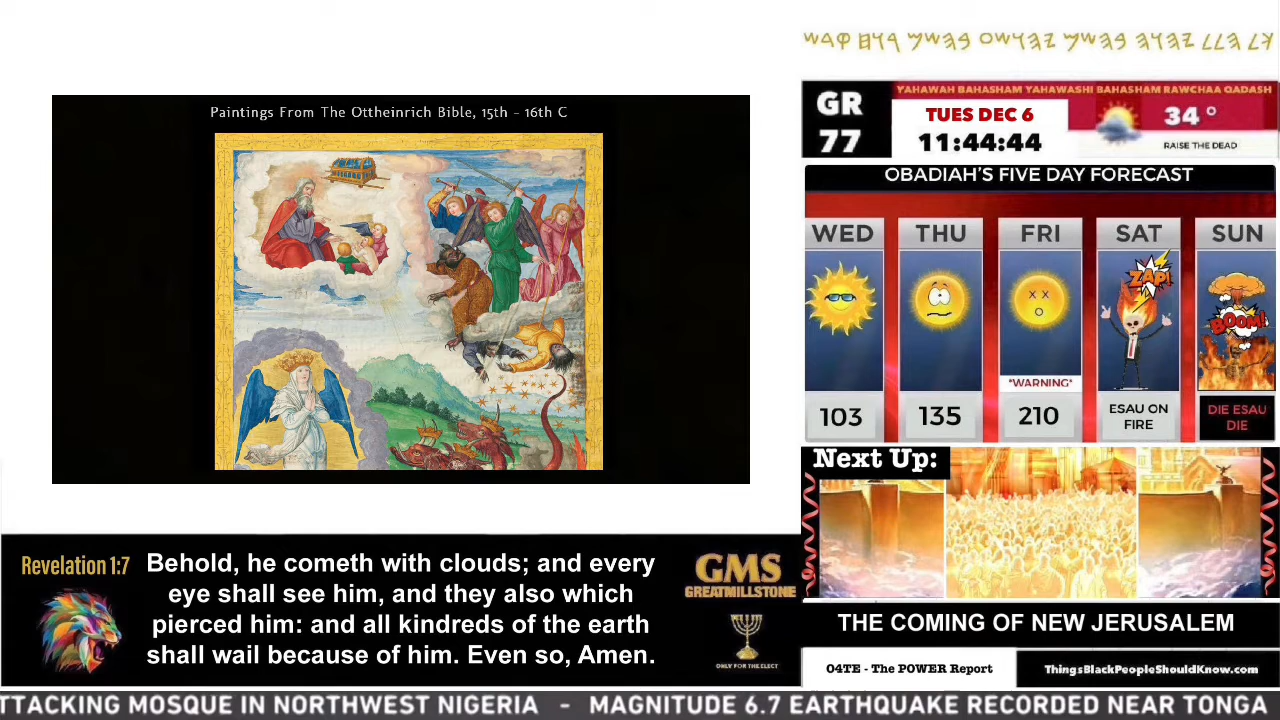 YAHAWAH BAHASHAM YAHAWASHI BAHASHAM RAWCHAA QADASH
GR
77
TUES DEC 6
11:44:44
34°
RAISE THE DEAD
OBADIAH'S FIVE DAY FORECAST
WED THU FRI SAT SUN
ZAP!
BOOM!
*WARNING*
103 135 210 ESAU ON FIRE DIE ESAU DIE
Next Up:
THE COMING OF NEW JERUSALEM
04TE - The POWER Report
ThingsBlackPeopleShouldKnow.com
Paintings From The Ottheinrich Bible, 15th - 16th C
Revelation 1:7
Behold, he cometh with clouds; and every
eye shall see him, and they also which
pierced him: and all kindreds of the earth
shall wail because of him. Even so, Amen.
GMS
GREATMILLSTONE
ONLY FOR THE ELECT
TTACKING MOSQUE IN NORTHWEST NIGERIA - MAGNITUDE 6.7 EARTHQUAKE RECORDED NEAR TONGA